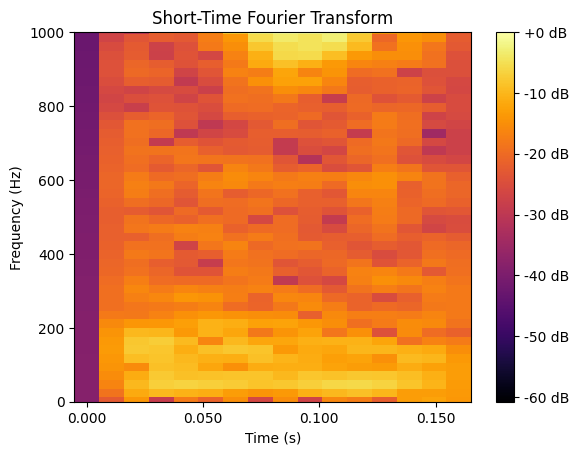 Short-Time Fourier Transform
1000
800
600
400
200
0
Frequency (Hz)
0.000
0.050
0.100
0.150
Time (s)
+0 dB
-10 dB
-20 dB
-30 dB
-40 dB
-50 dB
-60 dB